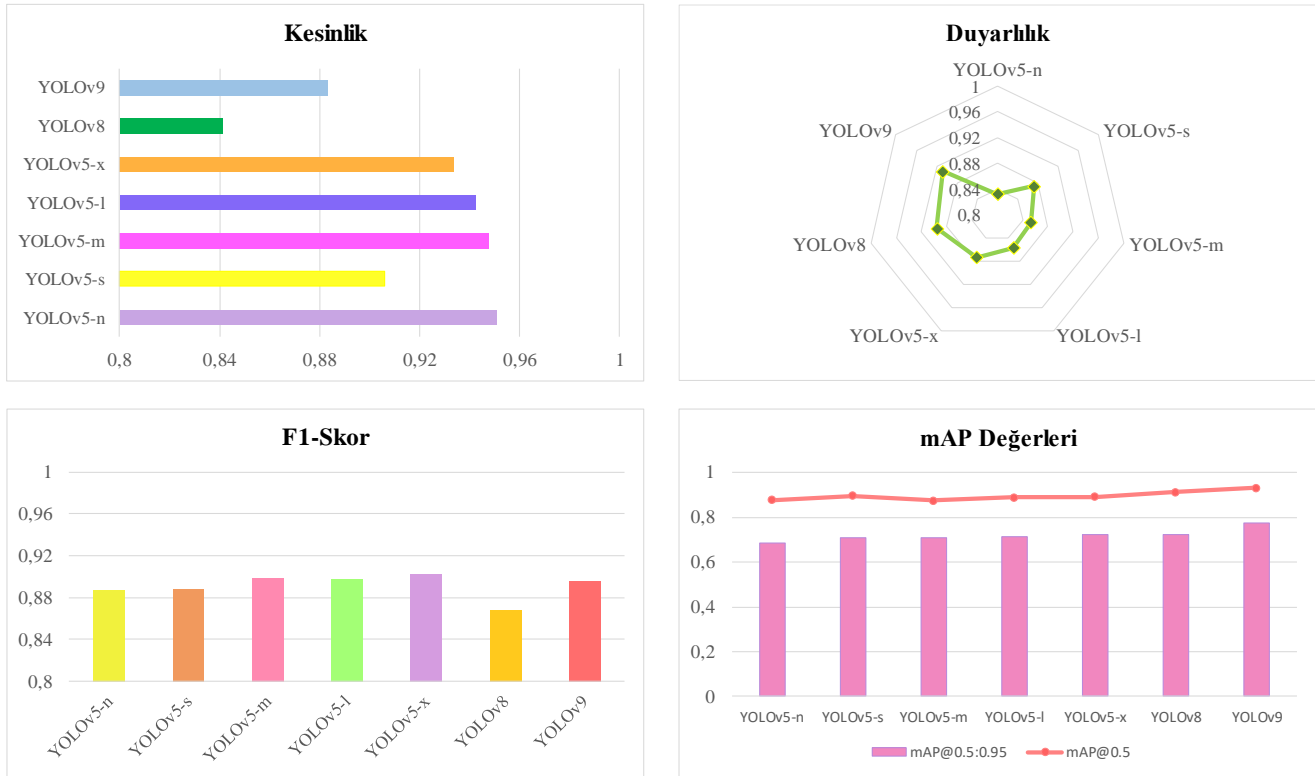 Kesinlik
YOLOv9
YOLOv8
YOLOv5-x
YOLOv5-l
YOLOv5-m
YOLOv5-s
YOLOv5-n
0,8 0,84 0,88 0,92 0,96 1
Duyarlılık
YOLOv5-n
1
0,96
0,92
0,88
0,84
0,8
YOLOv9
YOLOv5-s
YOLOv8
YOLOv5-m
YOLOv5-x
YOLOv5-l
F1-Skor
1
0,96
0,92
0,88
0,84
0,8
YOLOv5-n YOLOv5-s YOLOv5-m YOLOv5-l YOLOv5-x YOLOv8 YOLOv9
mAP Değerleri
1
0,8
0,6
0,4
0,2
0
YOLOv5-n YOLOv5-s YOLOv5-m YOLOv5-l YOLOv5-x YOLOv8 YOLOv9
mAP@0.5:0.95 mAP@0.5